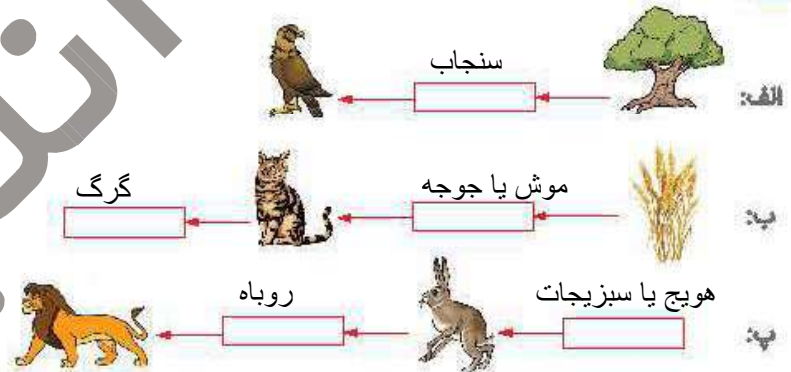 الف: سنجاب
ب: موش یا جوجه گرگ
پ: هویج یا سبزیجات روباه